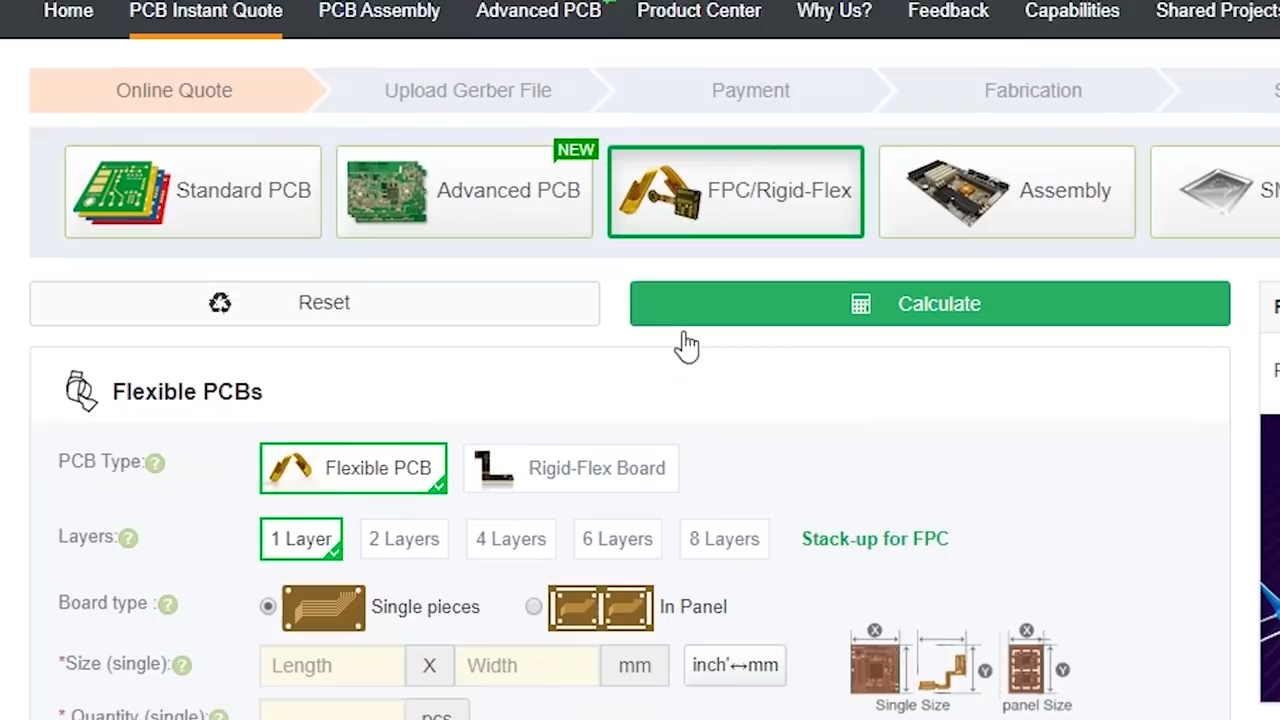 Home PCB Instant Quote PCB Assembly Advanced PCB Product Center Why Us? Feedback Capabilities Shared Projects
Online Quote Upload Gerber File Payment Fabrication
NEW
Standard PCB Advanced PCB FPC/Rigid-Flex Assembly
Reset Calculate
Flexible PCBs
PCB Type: ? Flexible PCB Rigid-Flex Board
Layers: ? 1 Layer 2 Layers 4 Layers 6 Layers 8 Layers Stack-up for FPC
Board type : ? Single pieces In Panel
X X
*Size (single): ? Length X Width mm inch'↔mm
Y Y
Single Size panel Size
* Quantity (single): ? pcs